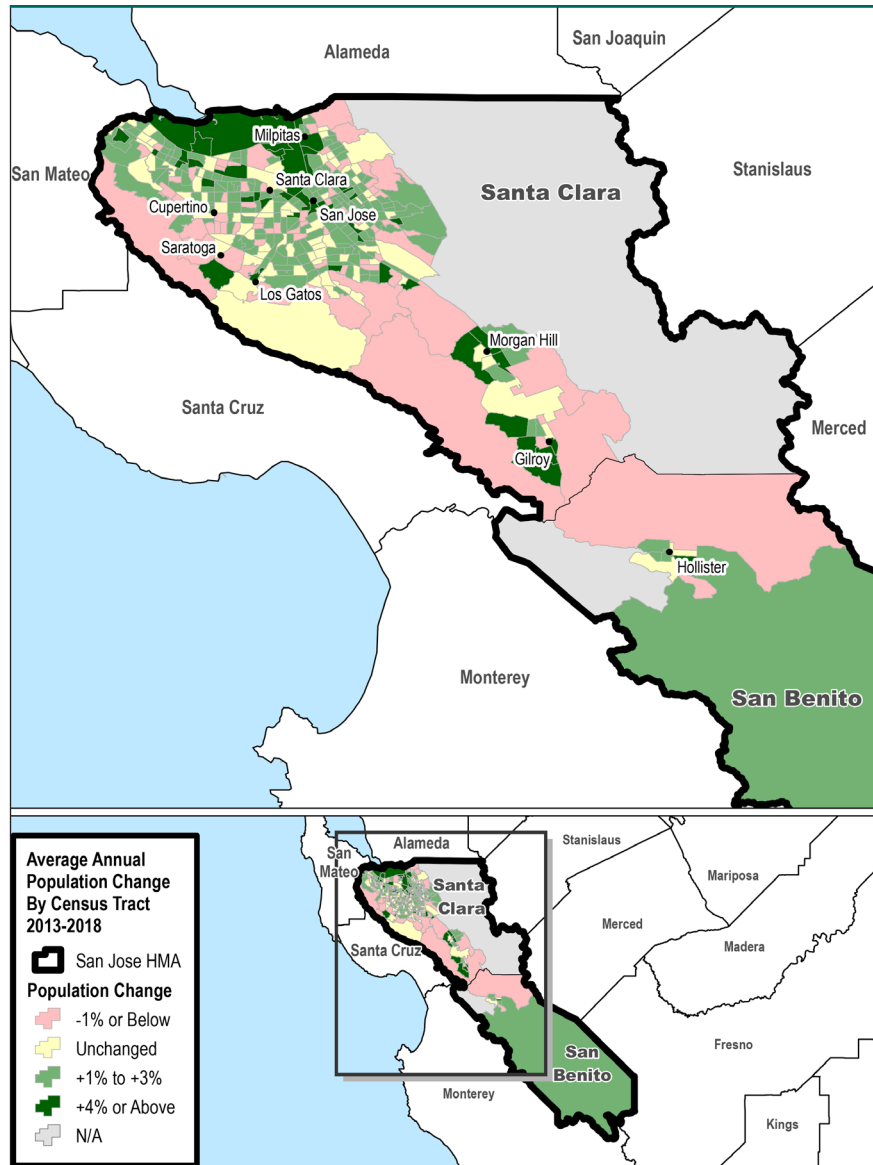 Alameda
San Joaquin
San Mateo
Milpitas
Stanislaus
Santa Clara
Santa Clara
Cupertino
San Jose
Saratoga
Los Gatos
Morgan Hill
Santa Cruz
Merced
Gilroy
Hollister
Monterey
San Benito
Average Annual
Population Change
By Census Tract
2013-2018
San Jose HMA
Population Change
-1% or Below
Unchanged
+1% to +3%
+4% or Above
N/A
San
Mateo
Alameda
Stanislaus
Mariposa
Santa
Clara
Merced
Madera
Santa Cruz
Fresno
San
Benito
Monterey
Kings